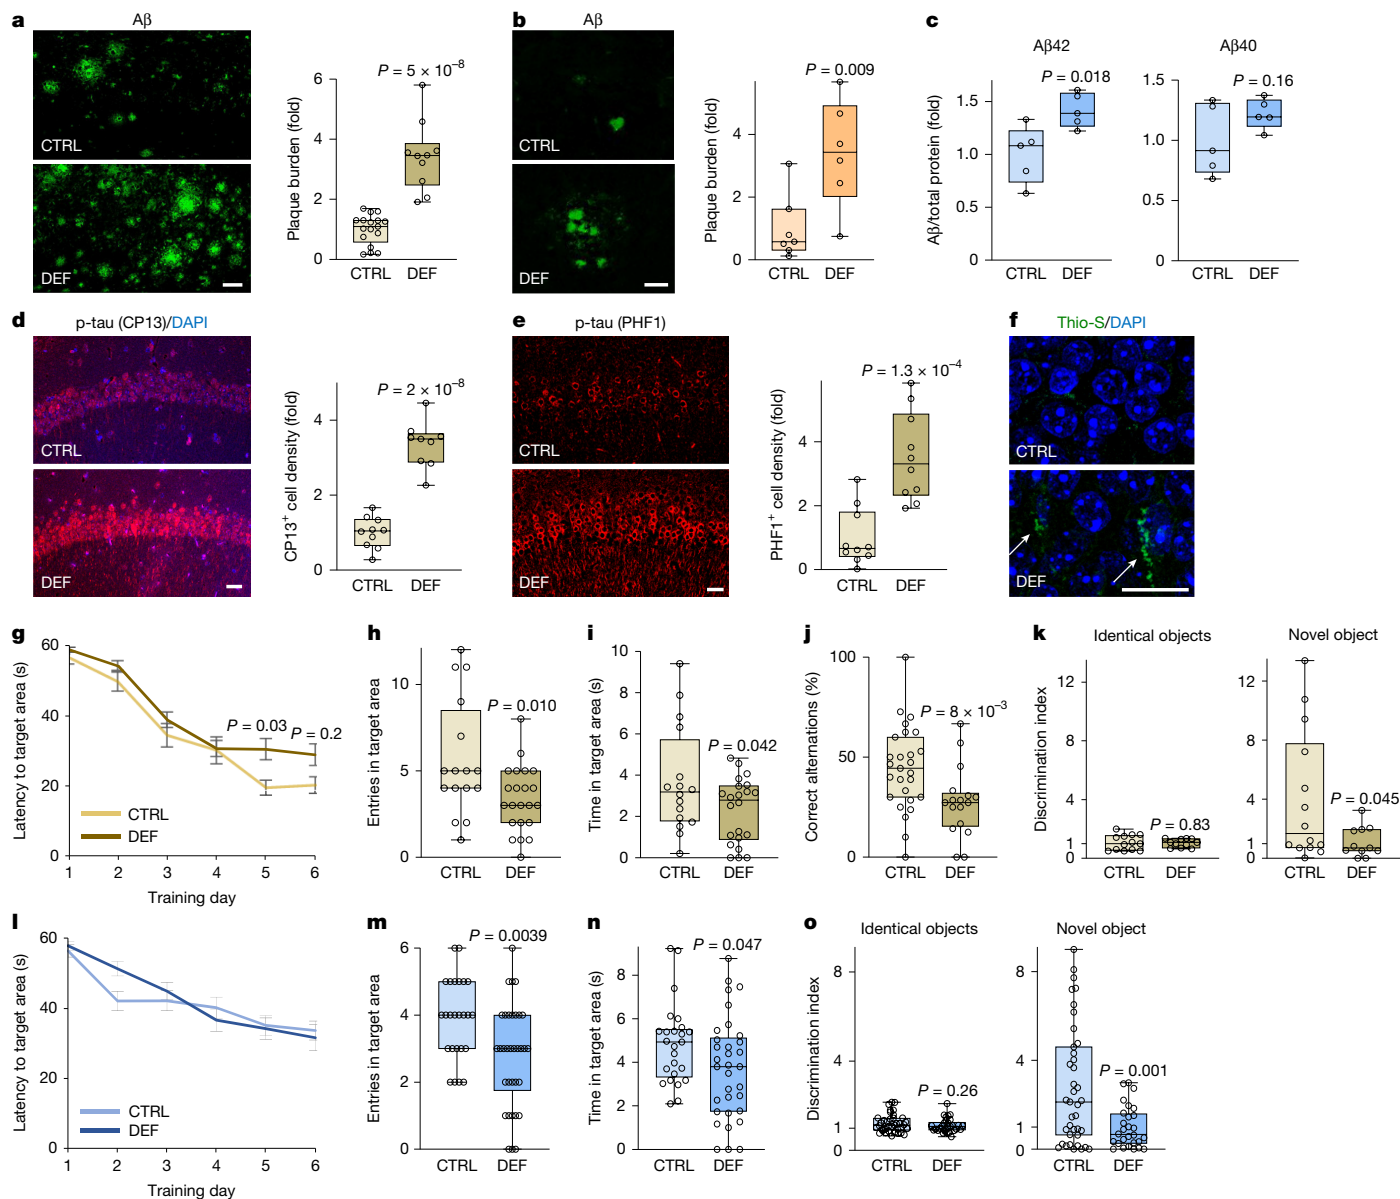 a
Aβ
CTRL
DEF
Plaque burden (fold)
P = 5 × 10⁻⁸
6
4
2
0
CTRL DEF
b
Aβ
CTRL
DEF
Plaque burden (fold)
P = 0.009
4
2
0
CTRL DEF
c
Aβ42
Aβ/total protein (fold)
P = 0.018
1.5
1.0
0.5
0
CTRL DEF
Aβ40
P = 0.16
1.5
1.0
0.5
0
CTRL DEF
d
p-tau (CP13)/DAPI
CTRL
DEF
CP13⁺ cell density (fold)
P = 2 × 10⁻⁸
4
2
0
CTRL DEF
e
p-tau (PHF1)
CTRL
DEF
PHF1⁺ cell density (fold)
P = 1.3 × 10⁻⁴
4
2
0
CTRL DEF
f
Thio-S/DAPI
CTRL
DEF
g
Latency to target area (s)
60
40
20
0
P = 0.03
P = 0.2
CTRL
DEF
1 2 3 4 5 6
Training day
h
Entries in target area
P = 0.010
10
5
0
CTRL DEF
i
Time in target area (s)
P = 0.042
10
8
6
4
2
0
CTRL DEF
j
Correct alternations (%)
P = 8 × 10⁻³
100
50
0
CTRL DEF
k
Identical objects
Discrimination index
P = 0.83
12
8
4
1
0
CTRL DEF
Novel object
P = 0.045
12
8
4
1
0
CTRL DEF
l
Latency to target area (s)
60
40
20
0
CTRL
DEF
1 2 3 4 5 6
Training day
m
Entries in target area
P = 0.0039
6
4
2
0
CTRL DEF
n
Time in target area (s)
P = 0.047
8
6
4
2
0
CTRL DEF
o
Identical objects
Discrimination index
P = 0.26
8
4
1
0
CTRL DEF
Novel object
P = 0.001
8
4
1
0
CTRL DEF